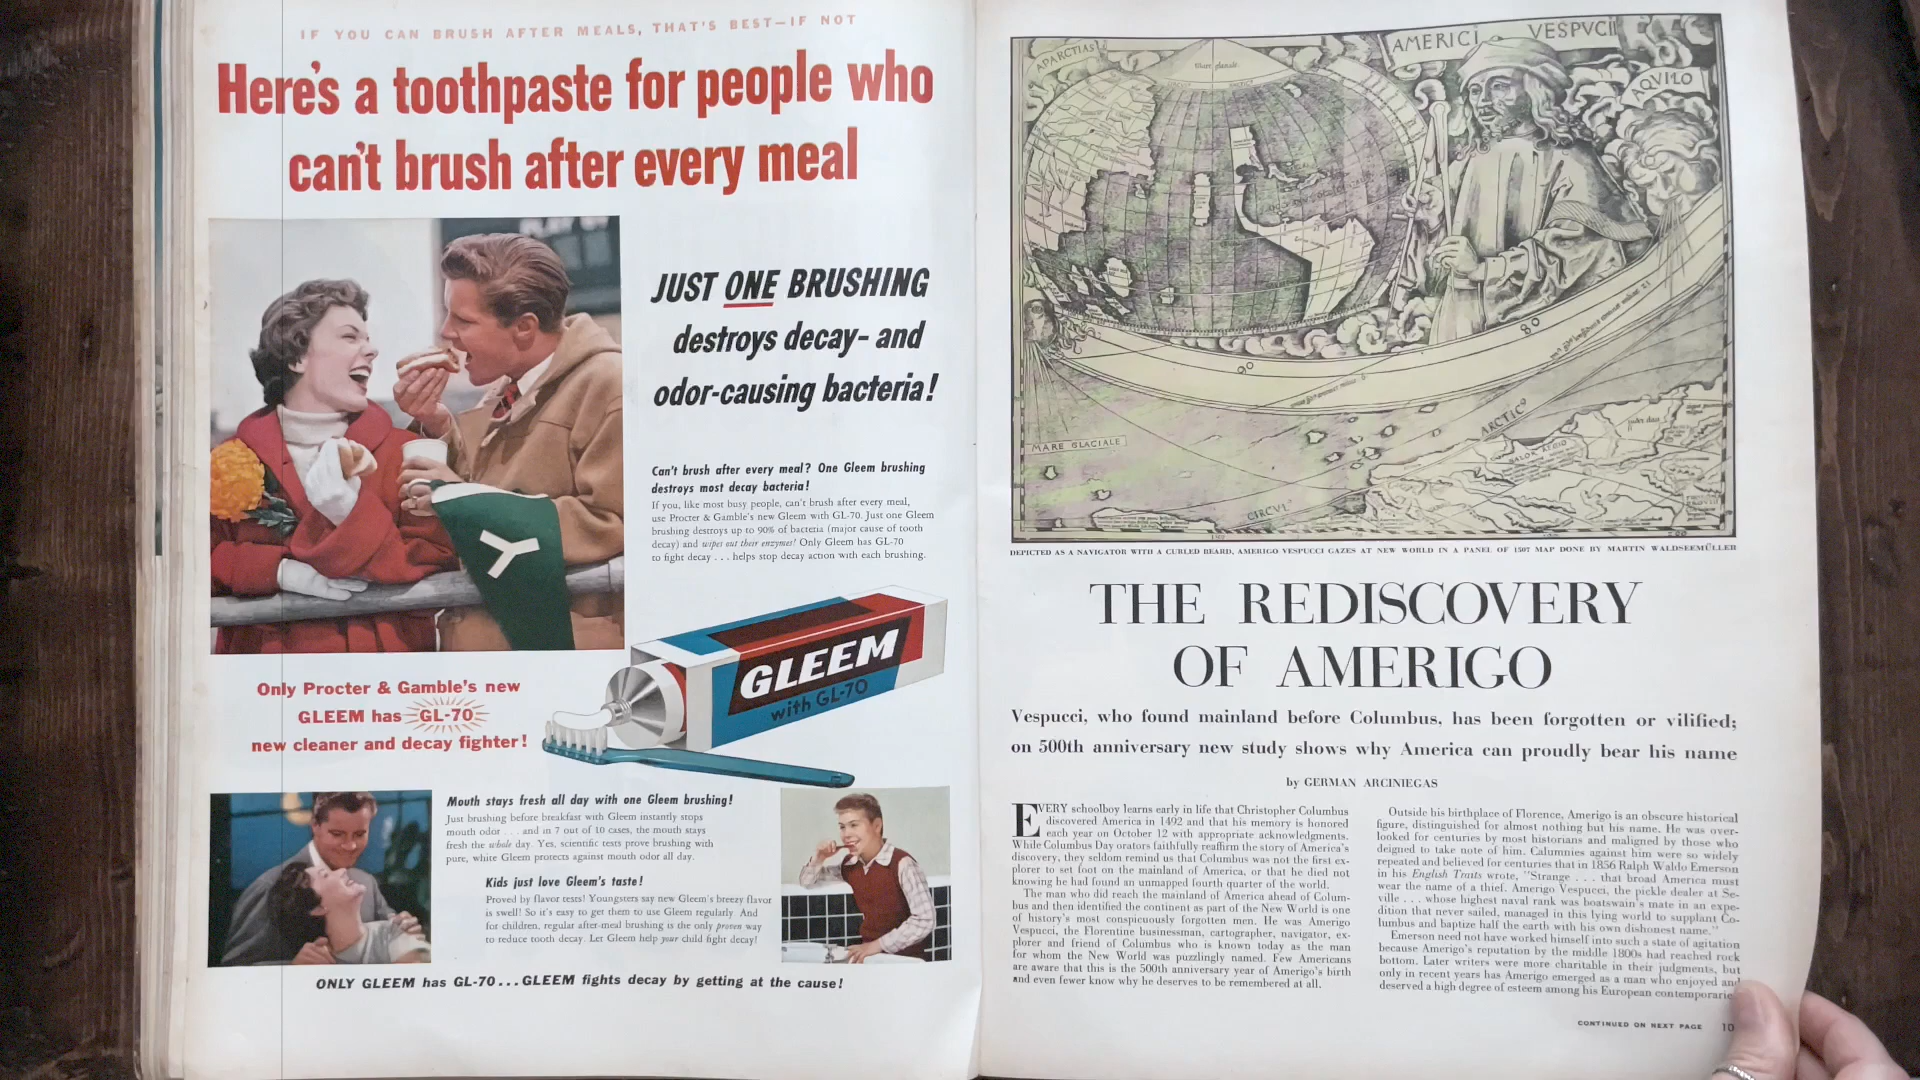 IF YOU CAN BRUSH AFTER MEALS, THAT'S BEST—IF NOT
Here's a toothpaste for people who
can't brush after every meal
JUST ONE BRUSHING
destroys decay- and
odor-causing bacteria!
Can't brush after every meal? One Gleem brushing
destroys most decay bacteria!
If you, like most busy people, can't brush after every meal,
use Procter & Gamble's new Gleem with GL-70. Just one Gleem
brushing destroys up to 90% of bacteria (major cause of tooth
decay) and wipes out their enzymes! Only Gleem has GL-70
to fight decay . . . helps stop decay action with each brushing.
Y
GLEEM
with GL-70
Only Procter & Gamble's new
GLEEM has GL-70
new cleaner and decay fighter!
Mouth stays fresh all day with one Gleem brushing!
Just brushing before breakfast with Gleem instantly stops
mouth odor . . . and in 7 out of 10 cases, the mouth stays
fresh the whole day. Yes, scientific tests prove brushing with
pure, white Gleem protects against mouth odor all day.
Kids just love Gleem's taste!
Proved by flavor tests! Youngsters say new Gleem's breezy flavor
is swell! So it's easy to get them to use Gleem regularly. And
for children, regular after-meal brushing is the only proven way
to reduce tooth decay. Let Gleem help your child fight decay!
ONLY GLEEM has GL-70...GLEEM fights decay by getting at the cause!
APARCTIAS
AMERICI VESPVCII
AQVILO
Mare glaciale
80
90
ARCTIC9
MARE GLACIALE
CIRCVL
DEPICTED AS A NAVIGATOR WITH A CURLED BEARD, AMERIGO VESPUCCI GAZES AT NEW WORLD IN A PANEL OF 1507 MAP DONE BY MARTIN WALDSEEMÜLLER
THE REDISCOVERY
OF AMERIGO
Vespucci, who found mainland before Columbus, has been forgotten or vilified;
on 500th anniversary new study shows why America can proudly bear his name
by GERMAN ARCINIEGAS
EVERY schoolboy learns early in life that Christopher Columbus
discovered America in 1492 and that his memory is honored
each year on October 12 with appropriate acknowledgments.
While Columbus Day orators faithfully reaffirm the story of America's
discovery, they seldom remind us that Columbus was not the first ex-
plorer to set foot on the mainland of America, or that he died not
knowing he had found an unmapped fourth quarter of the world.
The man who did reach the mainland of America ahead of Colum-
bus and then identified the continent as part of the New World is one
of history's most conspicuously forgotten men. He was Amerigo
Vespucci, the Florentine businessman, cartographer, navigator, ex-
plorer and friend of Columbus who is known today as the man
for whom the New World was puzzlingly named. Few Americans
are aware that this is the 500th anniversary year of Amerigo's birth
and even fewer know why he deserves to be remembered at all.
Outside his birthplace of Florence, Amerigo is an obscure historical
figure, distinguished for almost nothing but his name. He was over-
looked for centuries by most historians and maligned by those who
deigned to take note of him. Calumnies against him were so widely
repeated and believed for centuries that in 1856 Ralph Waldo Emerson
in his English Traits wrote, "Strange . . . that broad America must
wear the name of a thief. Amerigo Vespucci, the pickle dealer at Se-
ville . . . whose highest naval rank was boatswain's mate in an expe-
dition that never sailed, managed in this lying world to supplant Co-
lumbus and baptize half the earth with his own dishonest name."
Emerson need not have worked himself into such a state of agitation
because Amerigo's reputation by the middle 1800s had reached rock
bottom. Later writers were more charitable in their judgments, but
only in recent years has Amerigo emerged as a man who enjoyed and
deserved a high degree of esteem among his European contemporarie
CONTINUED ON NEXT PAGE 10